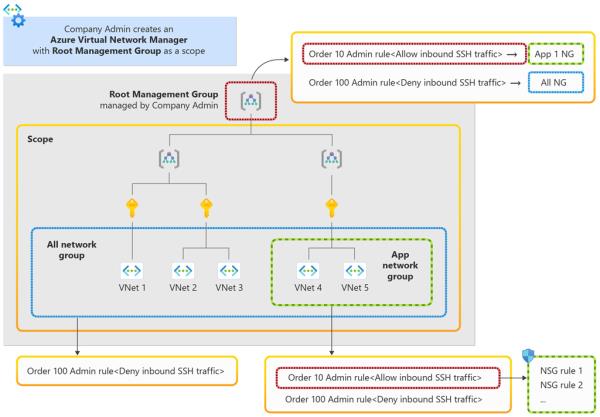 Company Admin creates an
Azure Virtual Network Manager
with Root Management Group as a scope
Order 10 Admin rule<Allow inbound SSH traffic>
App 1 NG
Order 100 Admin rule<Deny inbound SSH traffic>
All NG
Root Management Group
managed by Company Admin
Scope
All network
group
VNet 1
VNet 2
VNet 3
VNet 4
VNet 5
App
network
group
Order 100 Admin rule<Deny inbound SSH traffic>
Order 10 Admin rule<Allow inbound SSH traffic>
Order 100 Admin rule<Deny inbound SSH traffic>
NSG rule 1
NSG rule 2
...